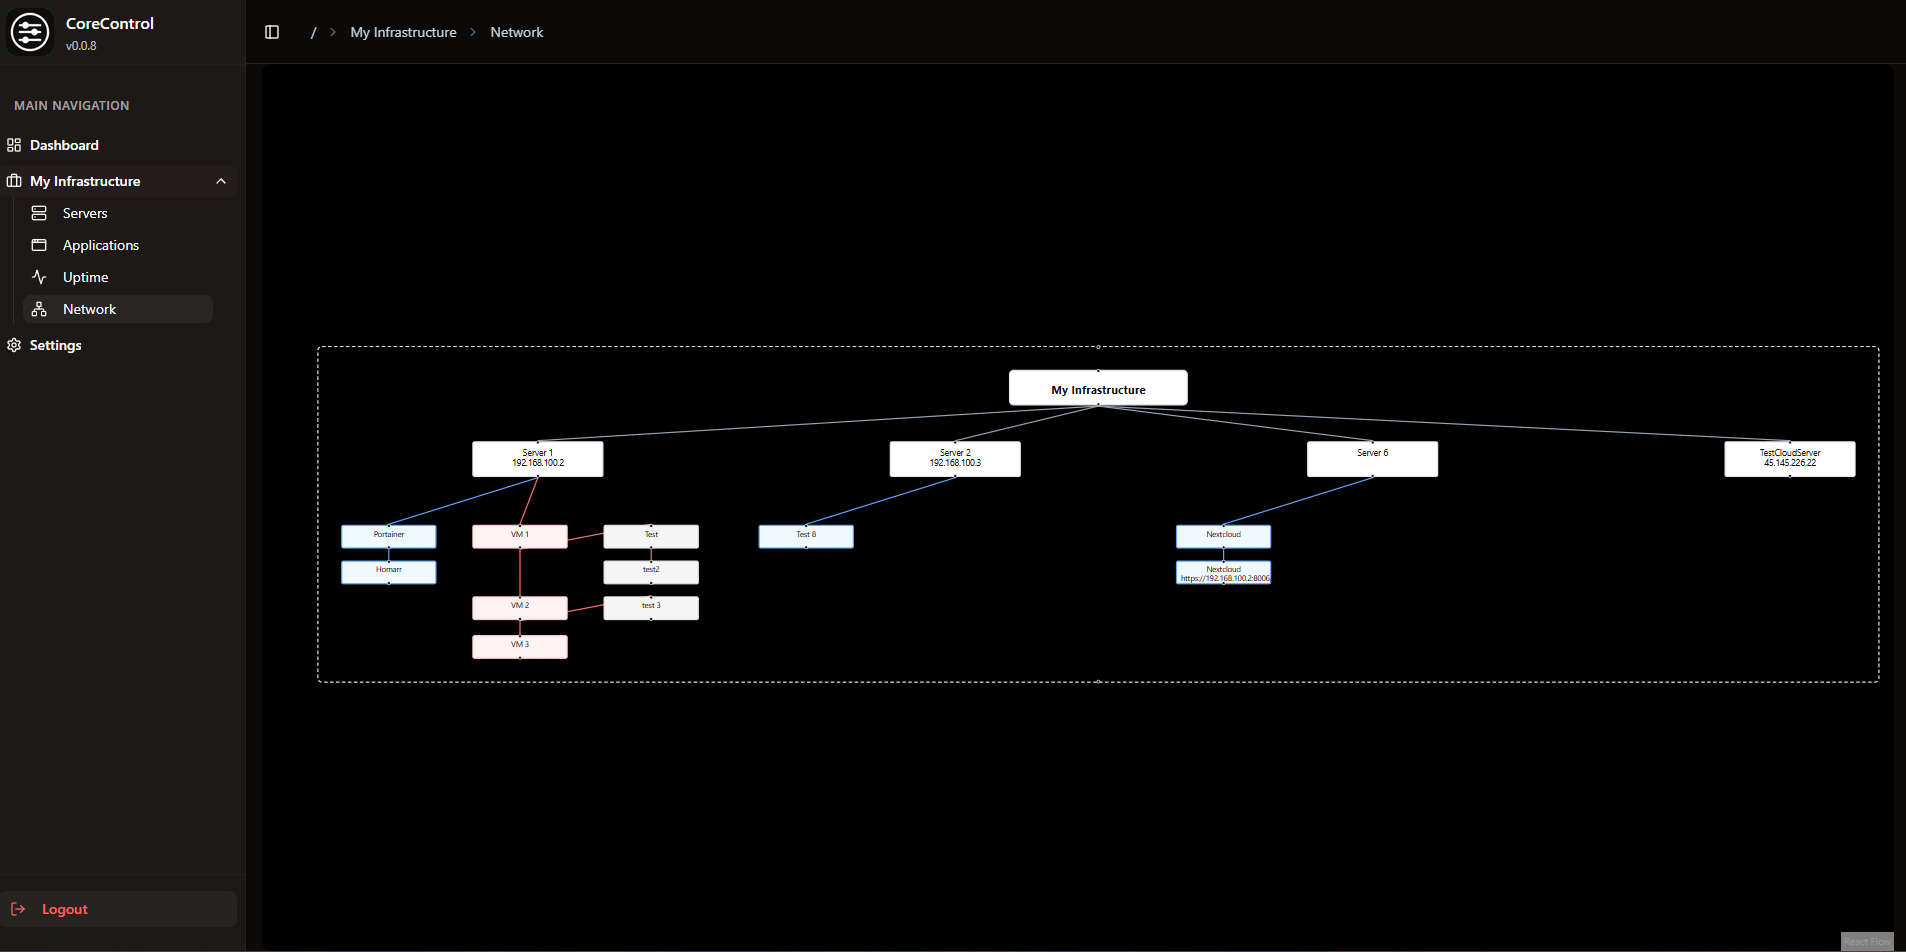 CoreControl
v0.0.8
/ > My Infrastructure > Network
MAIN NAVIGATION
Dashboard
My Infrastructure
Servers
Applications
Uptime
Network
Settings
Logout
My Infrastructure
Server 1
192.168.100.2
Server 2
192.168.100.3
Server 6
TestCloudServer
45.145.226.22
Portainer
VM 1
Test
Test 8
Nextcloud
Homarr
test2
Nextcloud
https://192.168.100.2:8006
VM 2
test 3
VM 3
React Flow